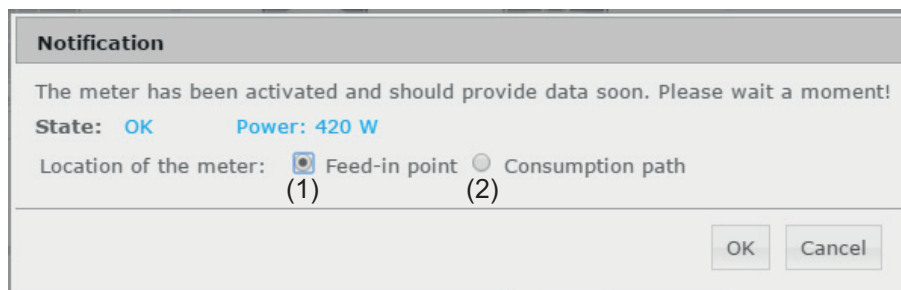 Notification
The meter has been activated and should provide data soon. Please wait a moment!
State: OK Power: 420 W
Location of the meter: Feed-in point Consumption path
(1) (2)
OK Cancel